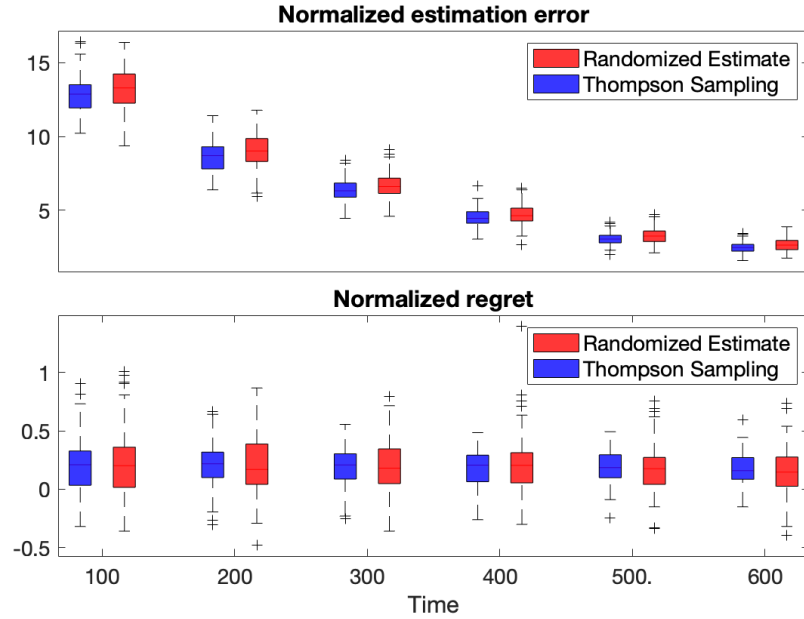 Normalized estimation error
15
10
5
Randomized Estimate
Thompson Sampling
Normalized regret
1
0.5
0
-0.5
Randomized Estimate
Thompson Sampling
100 200 300 400 500. 600
Time